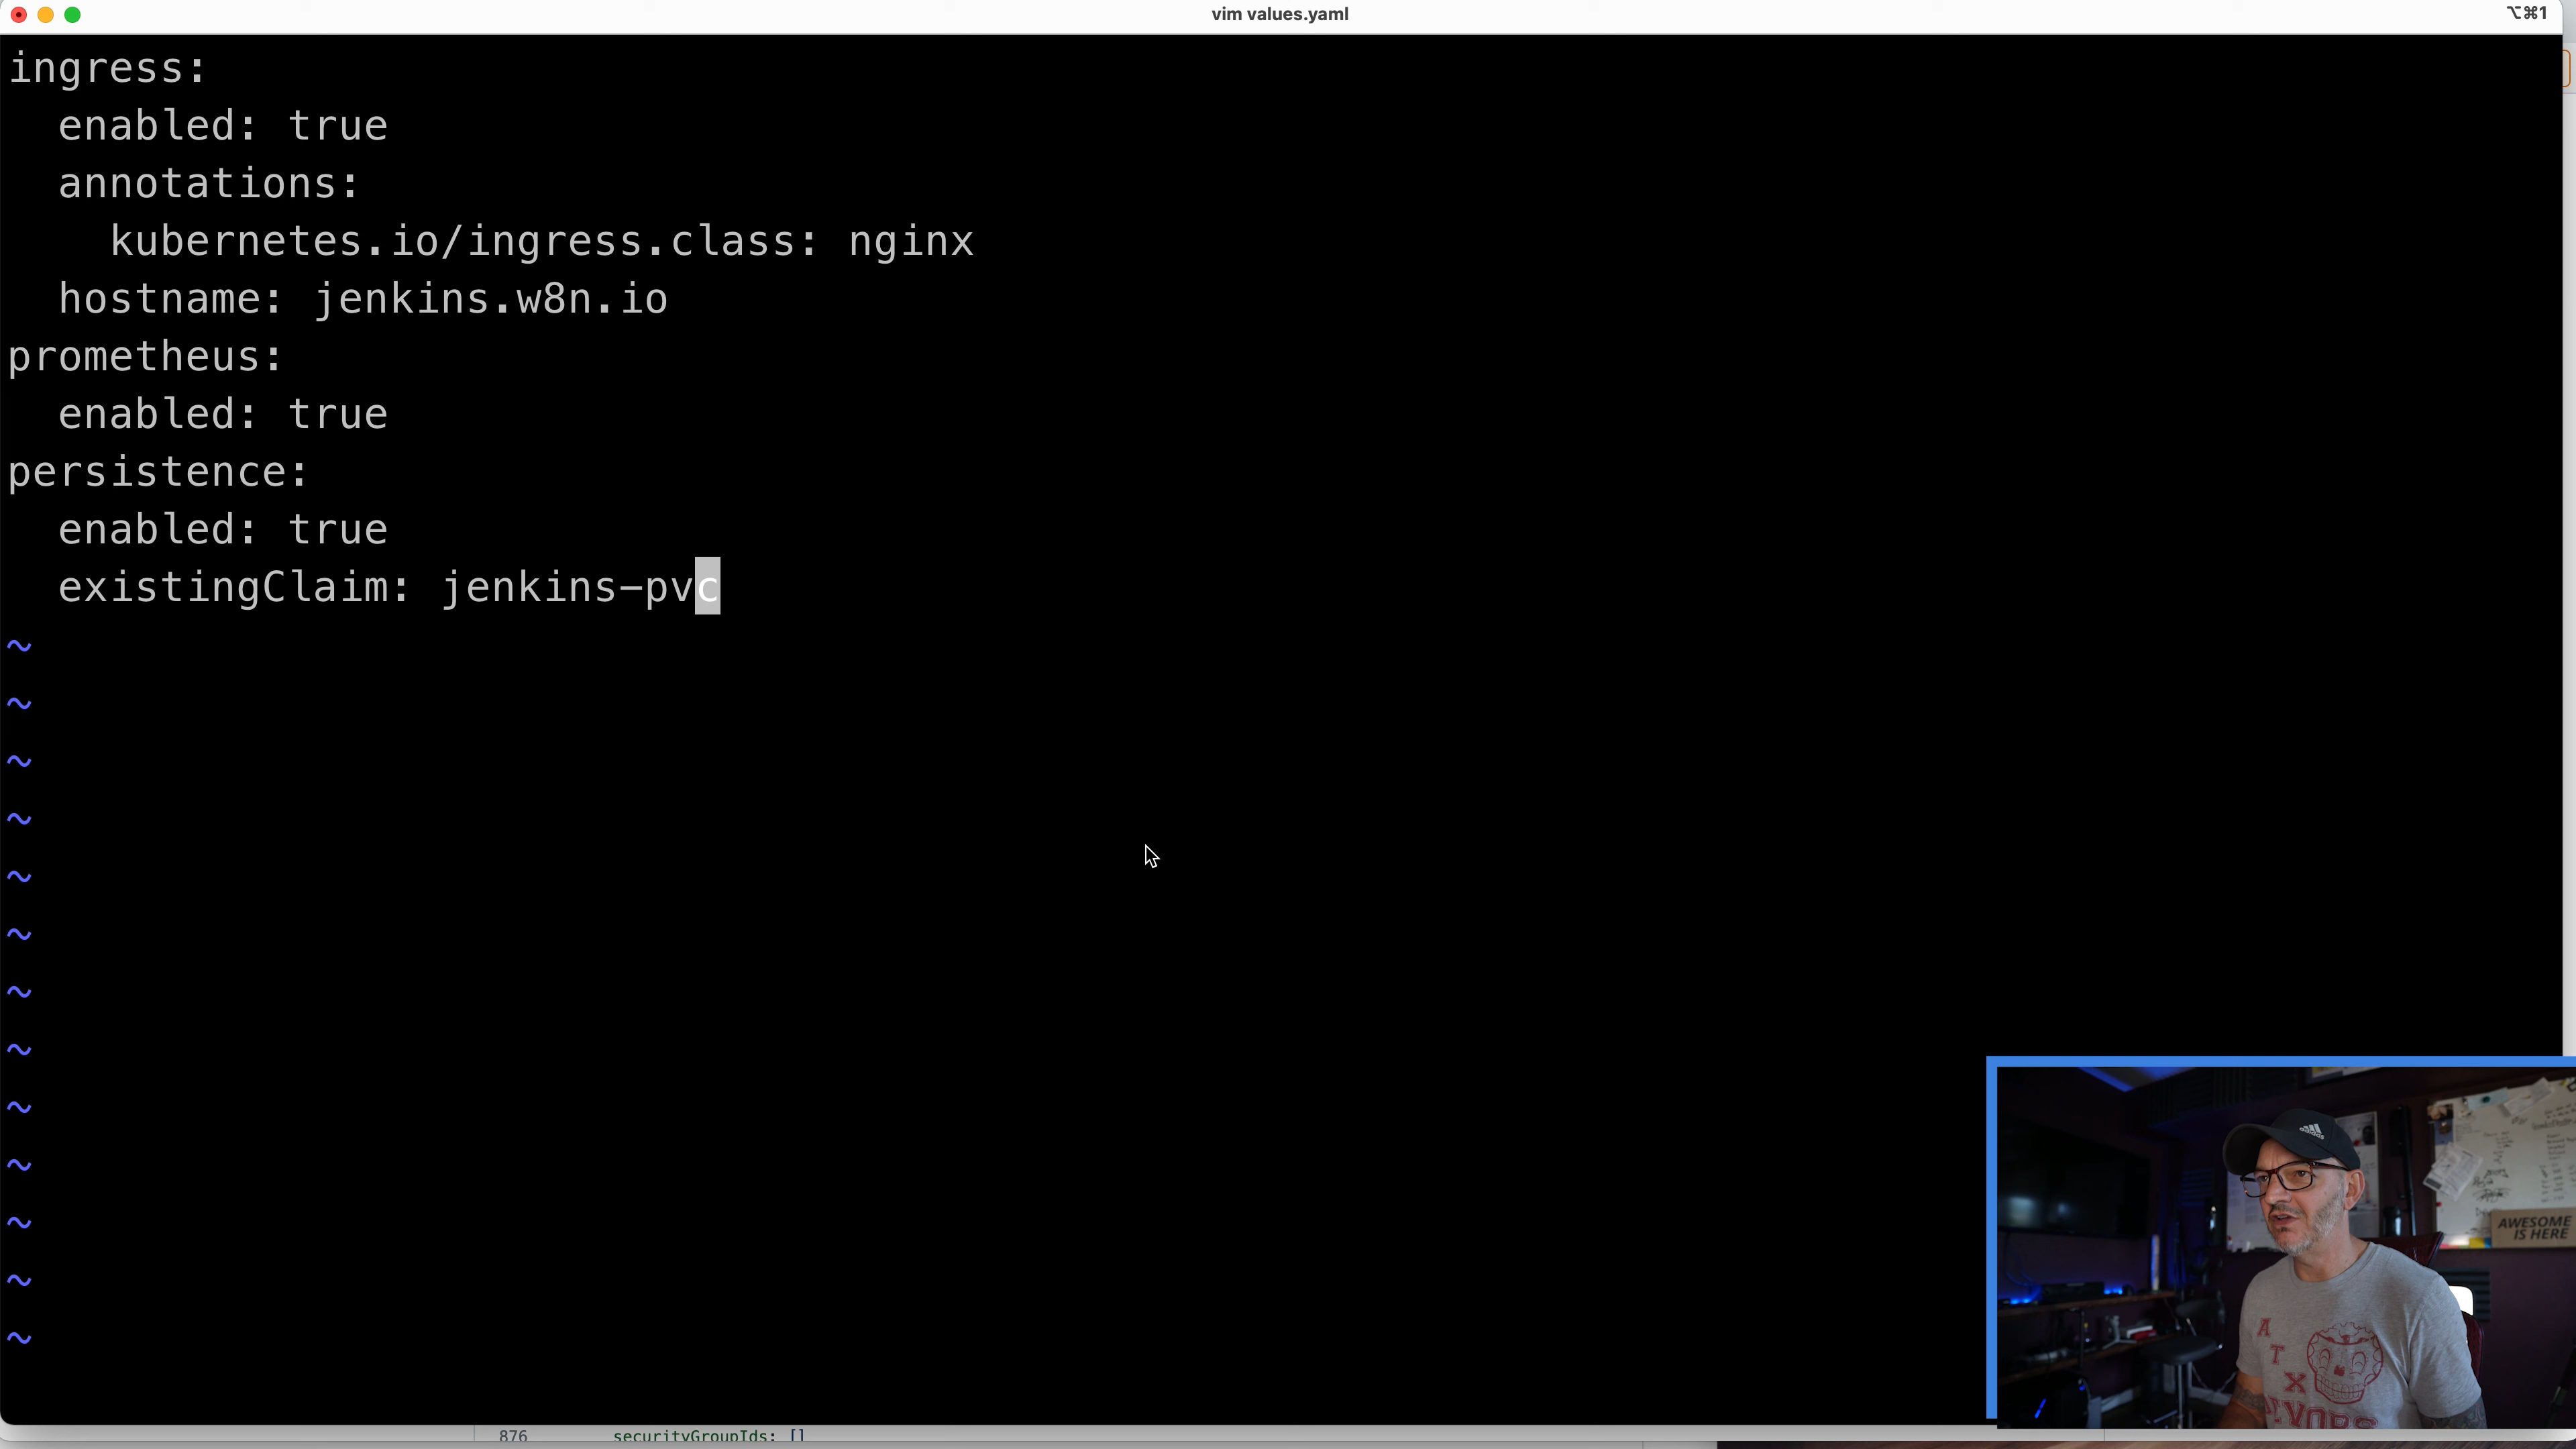 vim values.yaml
⌥⌘1
ingress:
  enabled: true
  annotations:
    kubernetes.io/ingress.class: nginx
  hostname: jenkins.w8n.io
prometheus:
  enabled: true
persistence:
  enabled: true
  existingClaim: jenkins-pvc
~
~
~
~
~
~
~
~
~
~
~
~
~
AWESOME
IS HERE
A
T
X
876 securityGroupIds: []